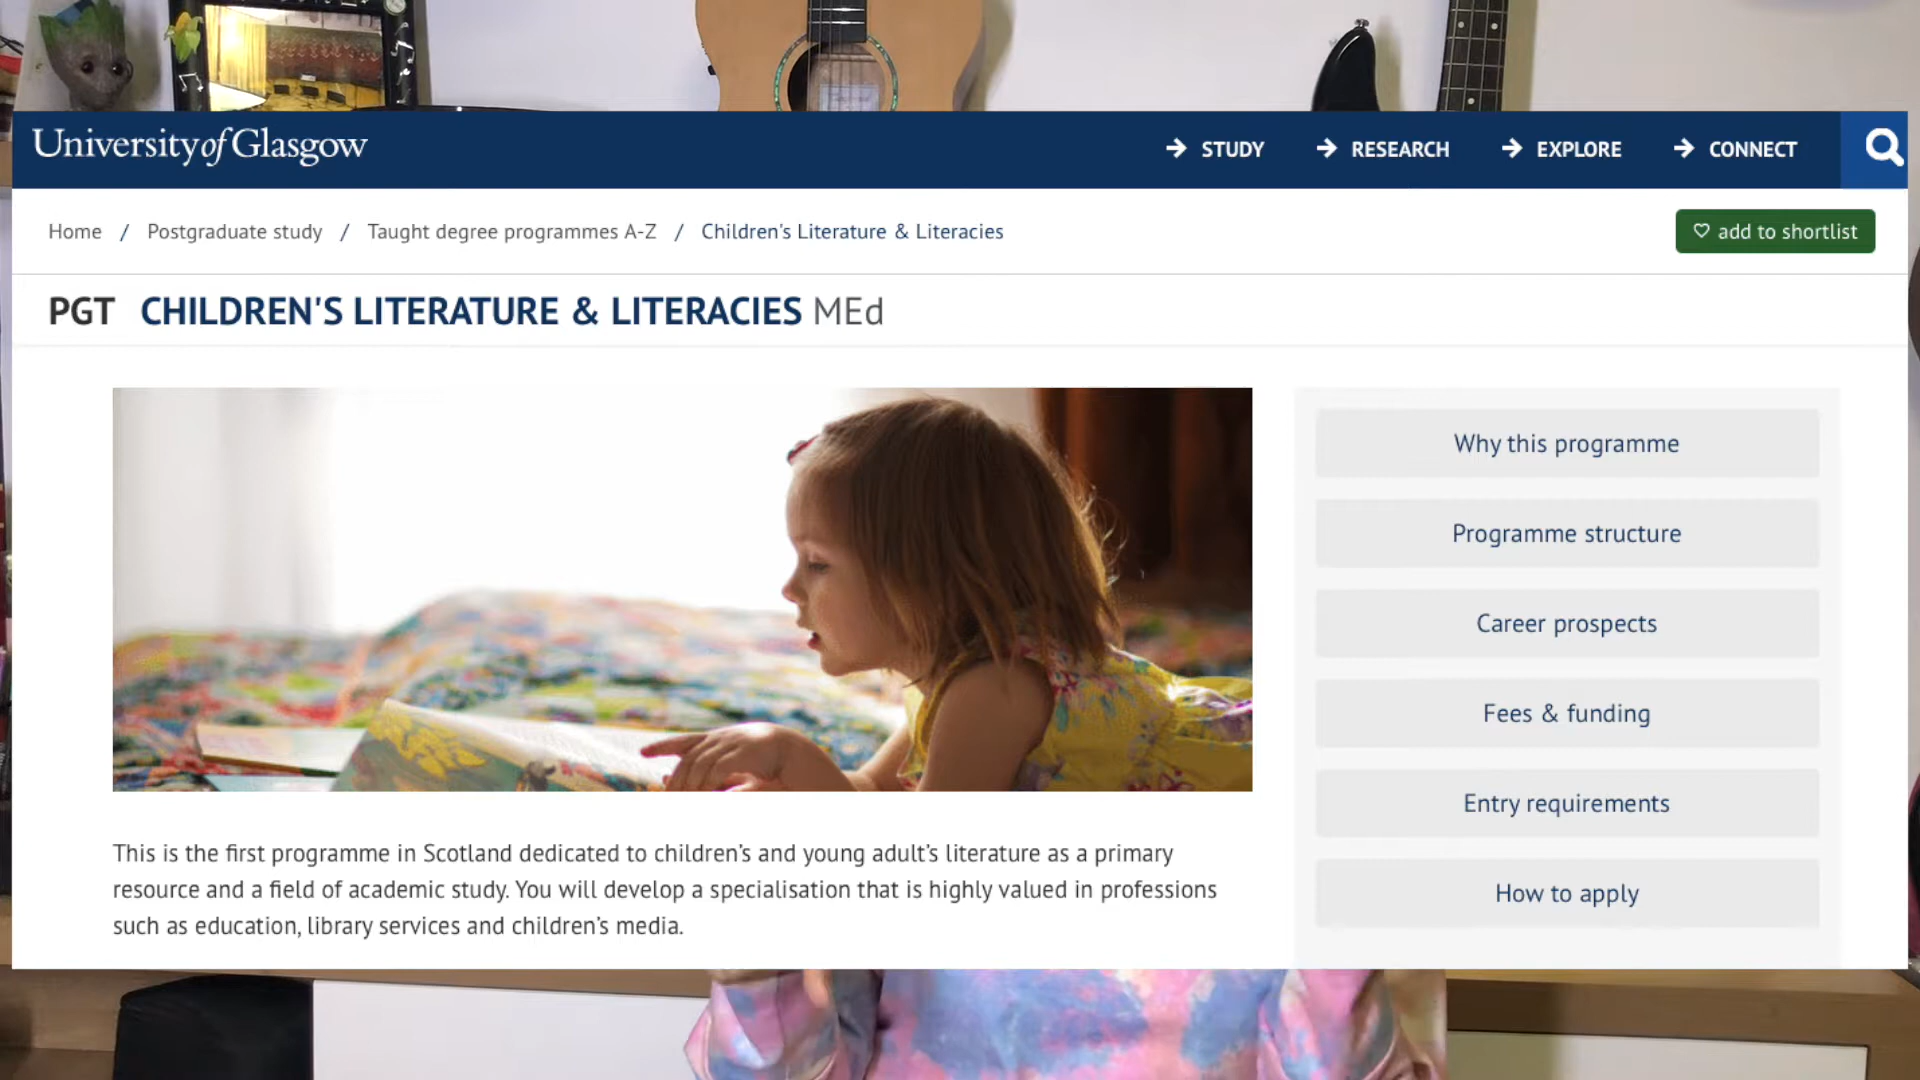 University of Glasgow
STUDY
RESEARCH
EXPLORE
CONNECT
Home / Postgraduate study / Taught degree programmes A-Z / Children's Literature & Literacies
add to shortlist
PGT CHILDREN'S LITERATURE & LITERACIES MEd
Why this programme
Programme structure
Career prospects
Fees & funding
Entry requirements
How to apply
This is the first programme in Scotland dedicated to children’s and young adult’s literature as a primary
resource and a field of academic study. You will develop a specialisation that is highly valued in professions
such as education, library services and children’s media.